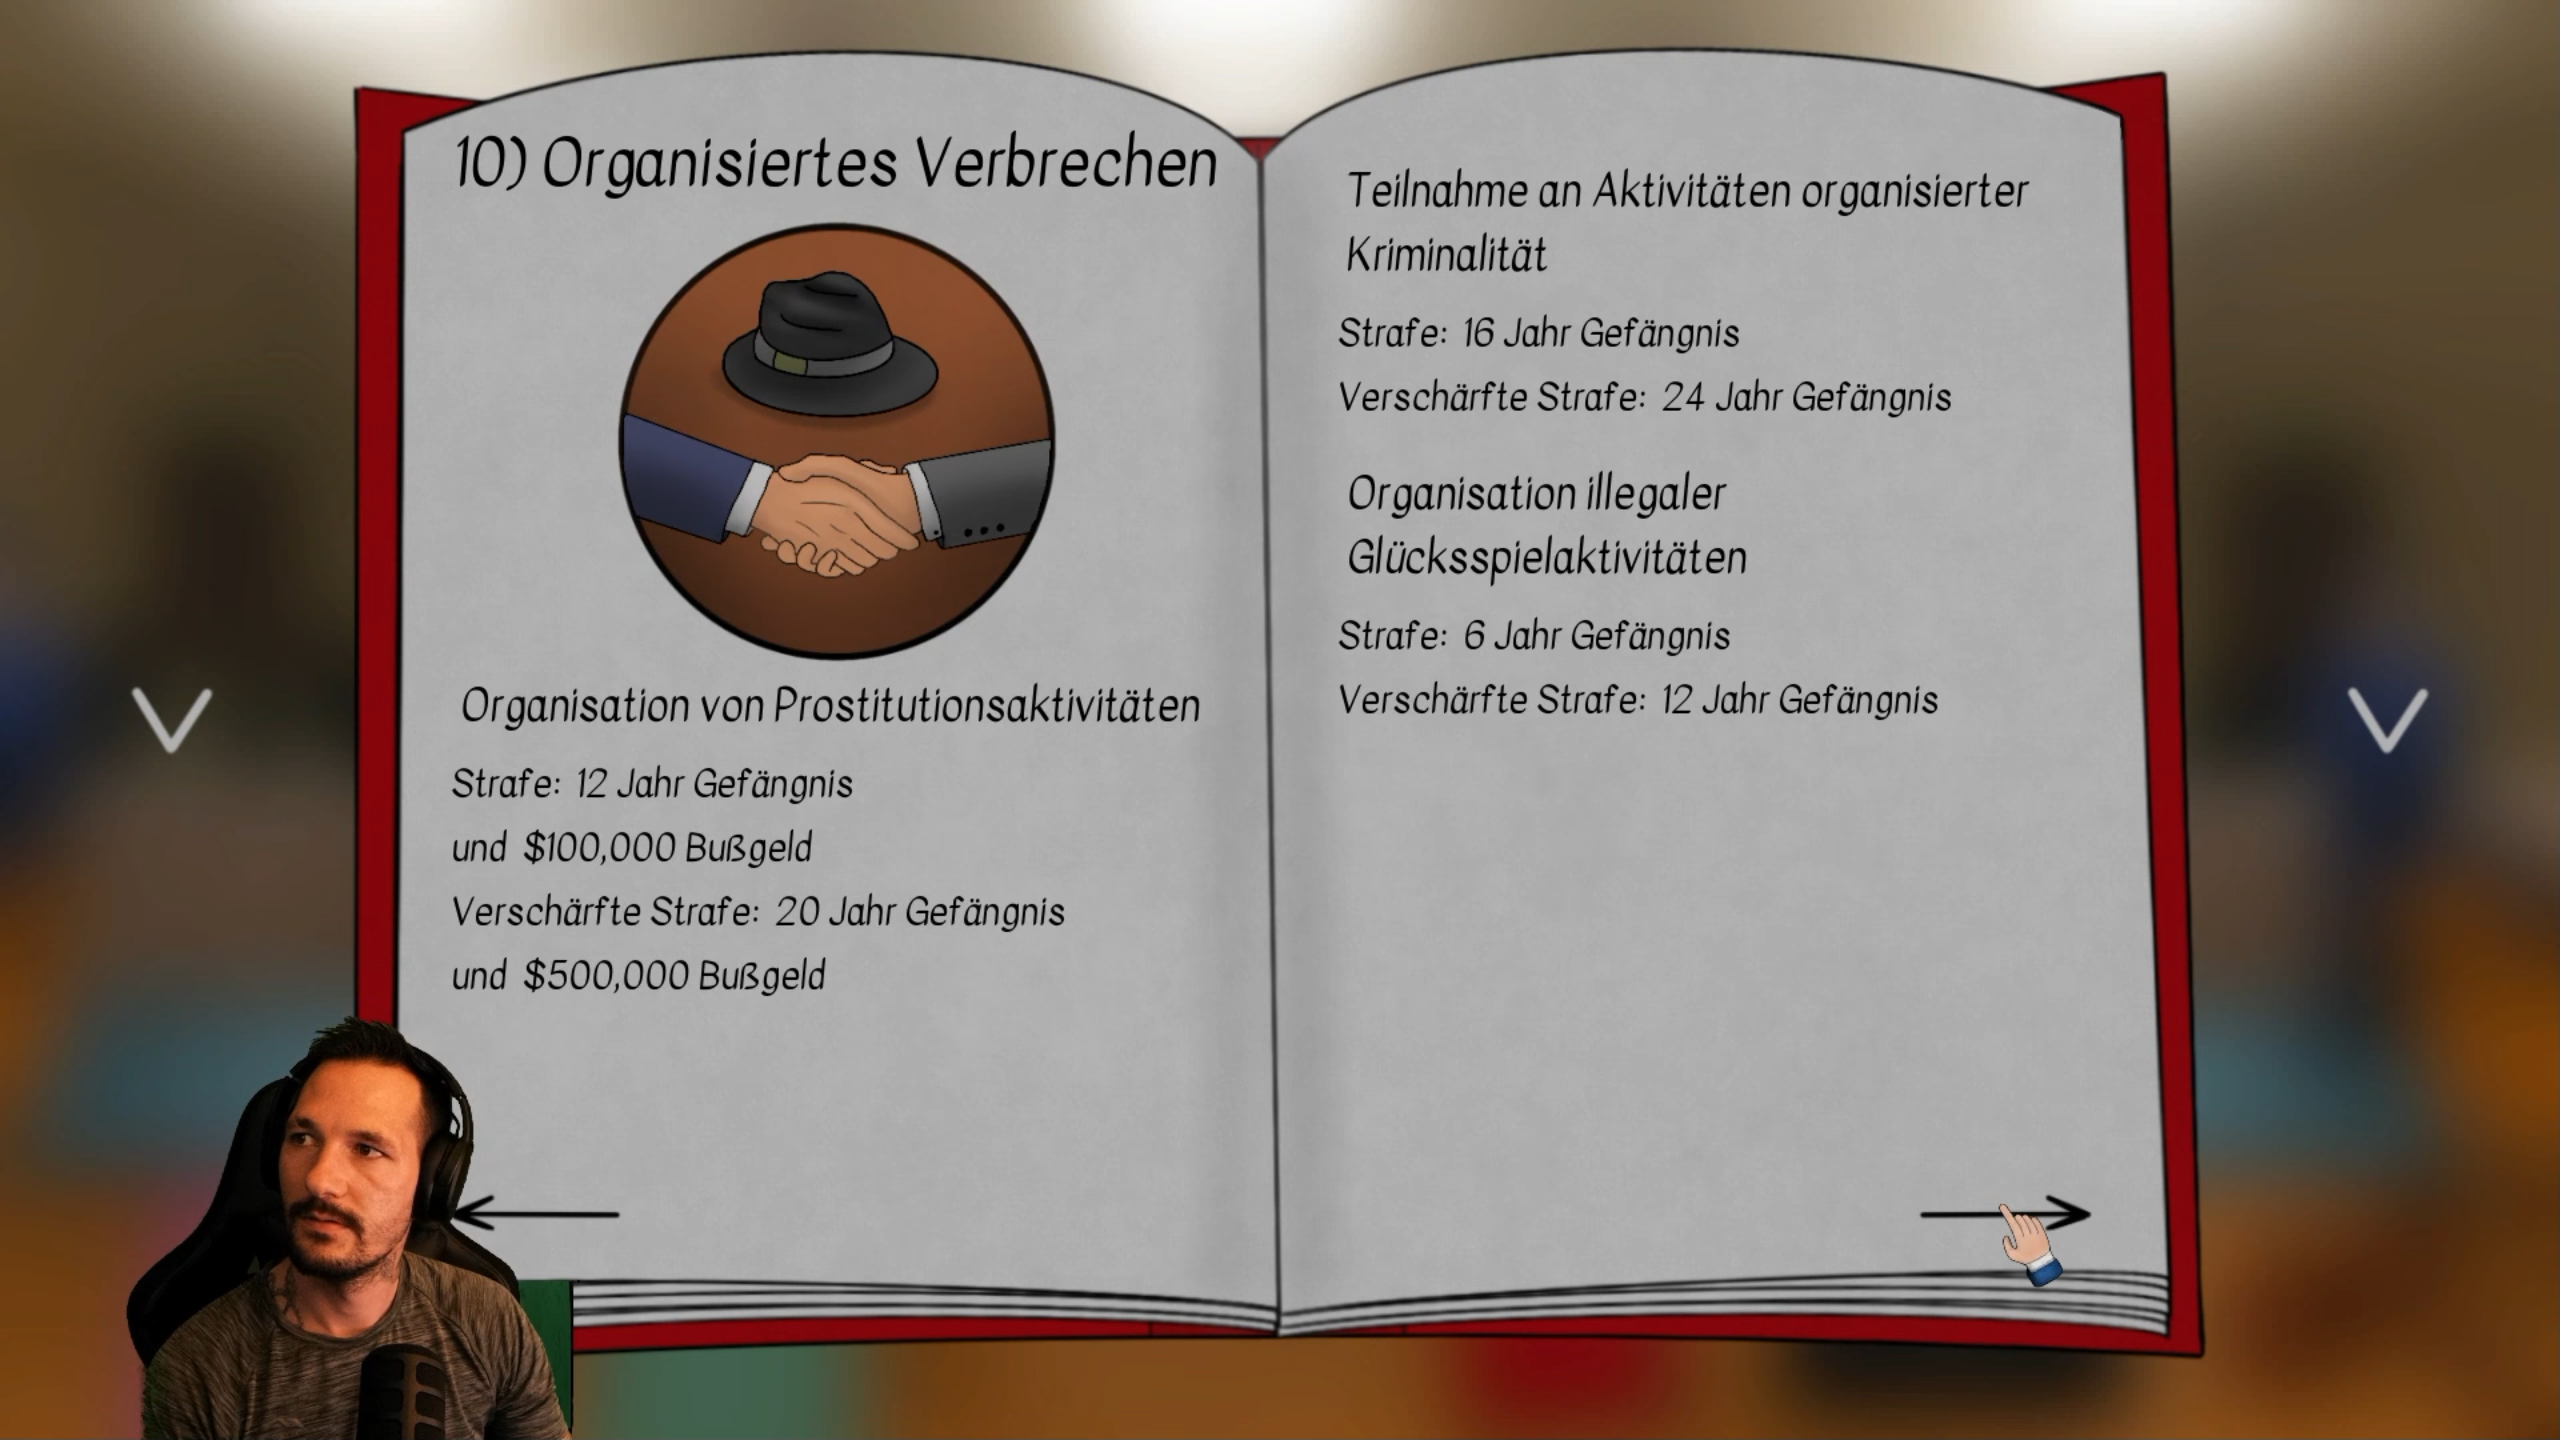 10) Organisiertes Verbrechen
Organisation von Prostitutionsaktivitäten
Strafe: 12 Jahr Gefängnis
und $100,000 Bußgeld
Verschärfte Strafe: 20 Jahr Gefängnis
und $500,000 Bußgeld
Teilnahme an Aktivitäten organisierter
Kriminalität
Strafe: 16 Jahr Gefängnis
Verschärfte Strafe: 24 Jahr Gefängnis
Organisation illegaler
Glücksspielaktivitäten
Strafe: 6 Jahr Gefängnis
Verschärfte Strafe: 12 Jahr Gefängnis